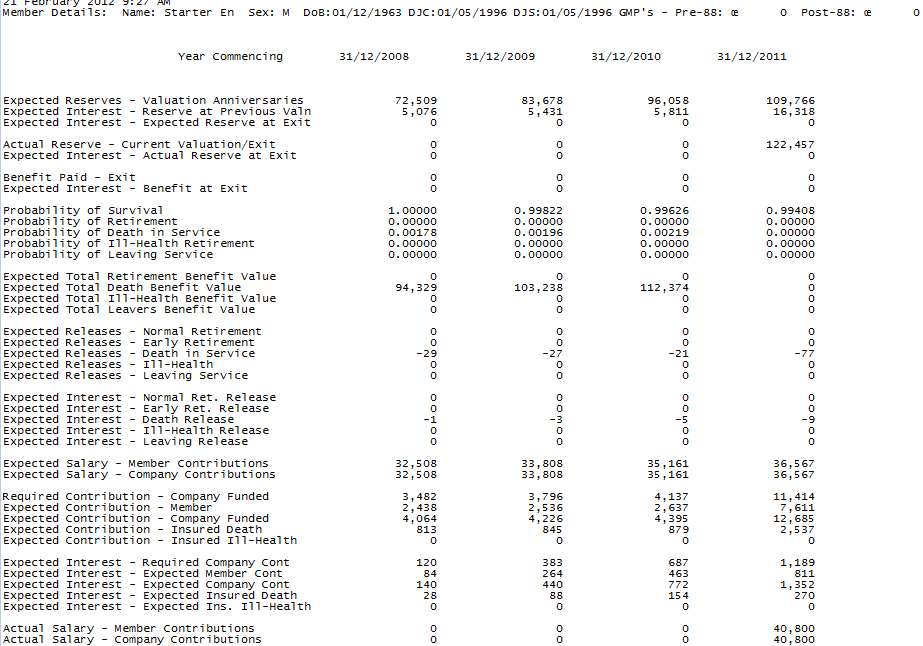 21 February 2012 9:27 AM
Member Details: Name: Starter En Sex: M DoB:01/12/1963 DJC:01/05/1996 DJS:01/05/1996 GMP's - Pre-88: œ 0 Post-88: œ 0
Year Commencing 31/12/2008 31/12/2009 31/12/2010 31/12/2011
Expected Reserves - Valuation Anniversaries 72,509 83,678 96,058 109,766
Expected Interest - Reserve at Previous Valn 5,076 5,431 5,811 16,318
Expected Interest - Expected Reserve at Exit 0 0 0 0
Actual Reserve - Current Valuation/Exit 0 0 0 122,457
Expected Interest - Actual Reserve at Exit 0 0 0 0
Benefit Paid - Exit 0 0 0 0
Expected Interest - Benefit at Exit 0 0 0 0
Probability of Survival 1.00000 0.99822 0.99626 0.99408
Probability of Retirement 0.00000 0.00000 0.00000 0.00000
Probability of Death in Service 0.00178 0.00196 0.00219 0.00000
Probability of Ill-Health Retirement 0.00000 0.00000 0.00000 0.00000
Probability of Leaving Service 0.00000 0.00000 0.00000 0.00000
Expected Total Retirement Benefit Value 0 0 0 0
Expected Total Death Benefit Value 94,329 103,238 112,374 0
Expected Total Ill-Health Benefit Value 0 0 0 0
Expected Total Leavers Benefit Value 0 0 0 0
Expected Releases - Normal Retirement 0 0 0 0
Expected Releases - Early Retirement 0 0 0 0
Expected Releases - Death in Service -29 -27 -21 -77
Expected Releases - Ill-Health 0 0 0 0
Expected Releases - Leaving Service 0 0 0 0
Expected Interest - Normal Ret. Release 0 0 0 0
Expected Interest - Early Ret. Release 0 0 0 0
Expected Interest - Death Release -1 -3 -5 -9
Expected Interest - Ill-Health Release 0 0 0 0
Expected Interest - Leaving Release 0 0 0 0
Expected Salary - Member Contributions 32,508 33,808 35,161 36,567
Expected Salary - Company Contributions 32,508 33,808 35,161 36,567
Required Contribution - Company Funded 3,482 3,796 4,137 11,414
Expected Contribution - Member 2,438 2,536 2,637 7,611
Expected Contribution - Company Funded 4,064 4,226 4,395 12,685
Expected Contribution - Insured Death 813 845 879 2,537
Expected Contribution - Insured Ill-Health 0 0 0 0
Expected Interest - Required Company Cont 120 383 687 1,189
Expected Interest - Expected Member Cont 84 264 463 811
Expected Interest - Expected Company Cont 140 440 772 1,352
Expected Interest - Expected Insured Death 28 88 154 270
Expected Interest - Expected Ins. Ill-Health 0 0 0 0
Actual Salary - Member Contributions 0 0 0 40,800
Actual Salary - Company Contributions 0 0 0 40,800